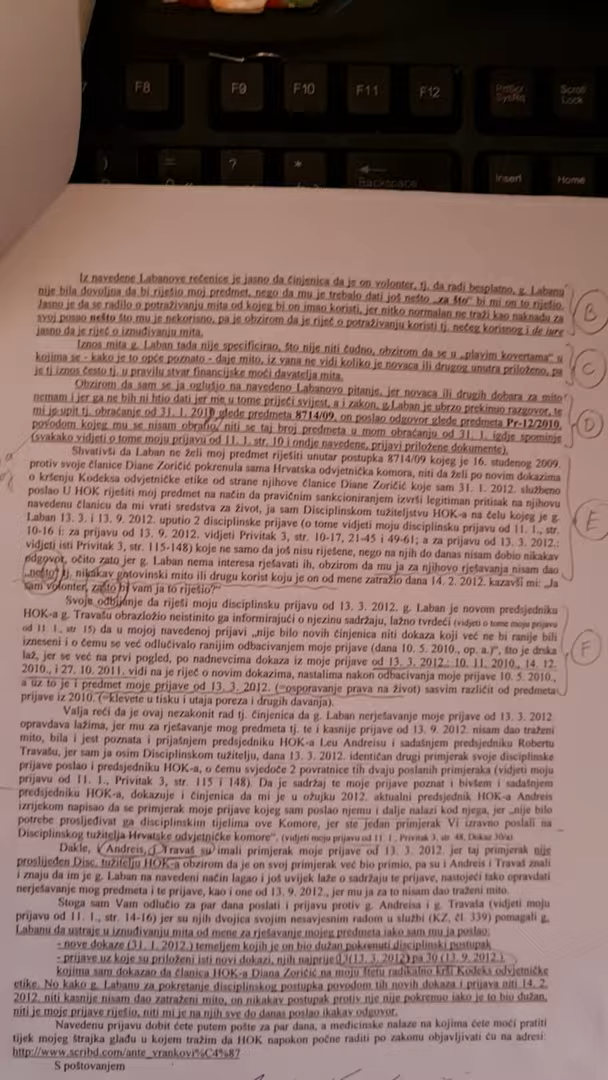 F8 F9 F10 F11 F12 PrtScr SysRq Scroll Lock
) = ? * Backspace Insert Home
Iz navedene Labanove rečenice je jasno da činjenica da je on volonter, tj. da radi besplatno, g. Labanu
nije bila dovoljna da bi riješio moj predmet, nego da mu je trebalo dati još nešto „za što" bi mi on to riješio.
Jasno je da se radilo o potraživanju mita od kojeg bi on imao koristi, jer nitko normalan ne traži kao naknadu za
svoj posao nešto što mu je nekorisno, pa je obzirom da je riječ o potraživanju koristi tj. nečeg korisnog i de iure
jasno da je riječ o iznuđivanju mita.
B
Iznos mita g. Laban tada nije specificirao, što nije niti čudno, obzirom da se u „plavim kovertama" u
kojima se - kako je to opće poznato - daje mito, iz vana ne vidi koliko je novaca ili drugog unutra priloženo, pa
je tj iznos često tj. u pravilu stvar financijske moći davatelja mita.
C
Obzirom da sam se ja oglušio na navedeno Labanovo pitanje, jer novaca ili drugih dobara za mito
nemam i jer ga ne bih ni htio dati jer me u tome priječi svijest, a i zakon, g.Laban je ubrzo prekinuo razgovor, te
mi je upit tj. obraćanje od 31. 1. 2012. glede predmeta 8714/09, on poslao odgovor glede predmeta Pr-12/2010,
povodom kojeg mu se nisam obratio, niti se taj broj predmeta u mom obraćanju od 31. 1. igdje spominje
(svakako vidjeti o tome moju prijavu od 11. 1. str. 10 i ondje navedene, prijavi priložene dokumente).
D
Shvativši da Laban ne želi moj predmet riješiti unutar postupka 8714/09 kojeg je 16. studenog 2009.
protiv svoje članice Diane Zoričić pokrenula sama Hrvatska odvjetnička komora, niti da želi po novim dokazima
o kršenju Kodeksa odvjetničke etike od strane njihove članice Diane Zoričić koje sam 31. 1. 2012. službeno
poslao U HOK riješiti moj predmet na način da pravičnim sankcioniranjem izvrši legitiman pritisak na njihovu
navedenu članicu da mi vrati sredstva za život, ja sam Disciplinskom tužiteljstvu HOK-a na čelu kojeg je g.
Laban 13. 3. i 13. 9. 2012. uputio 2 disciplinske prijave (o tome vidjeti moju disciplinsku prijavu od 11. 1., str.
10-16 i: za prijavu od 13. 9. 2012. vidjeti Privitak 3, str. 10-17, 21-45 i 49-61; a za prijavu od 13. 3. 2012.:
vidjeti isti Privitak 3, str. 115-148) koje ne samo da još nisu riješene, nego na njih do danas nisam dobio nikakav
odgovor, očito zato jer g. Laban nema interesa rješavati ih, obzirom da mu ja za njihovo rješavanje nisam dao
„nešto" tj. nikakav gotovinski mito ili drugu korist koju je on od mene zatražio dana 14. 2. 2012. kazavši mi: „Ja
sam volonter, zašto bi vam ja to riješio?"
E
Svoje odbijanje da riješi moju disciplinsku prijavu od 13. 3. 2012. g. Laban je novom predsjedniku
HOK-a g. Travašu obrazložio neistinito ga informirajući o njezinu sadržaju, lažno tvrdeći (vidjeti o tome moju prijavu
od 11. 1., str. 15) da u mojoj navedenoj prijavi „nije bilo novih činjenica niti dokaza koji već ne bi ranije bili
izneseni i o čemu se već odlučivalo ranijim odbacivanjem moje prijave (dana 10. 5. 2010., op. a.)", što je drska
laž, jer se već na prvi pogled, po nadnevcima dokaza iz moje prijave od 13. 3. 2012.: 10. 11. 2010., 14. 12.
2010., i 27. 10. 2011. vidi na je riječ o novim dokazima, nastalima nakon odbacivanja moje prijave 10. 5. 2010.,
a uz to je i predmet moje prijave od 13. 3. 2012. (=osporavanje prava na život) sasvim različit od predmeta
prijave iz 2010. (=klevete u tisku i utaja poreza i drugih davanja).
F
Valja reći da je ovaj nezakonit rad tj. činjenica da g. Laban nerješavanje moje prijave od 13. 3. 2012
opravdava lažima, jer mu za rješavanje mog predmeta tj. te i kasnije prijave od 13. 9. 2012. nisam dao traženi
mito, bila i jest poznata i prijašnjem predsjedniku HOK-a Leu Andreisu i sadašnjem predsjedniku Robertu
Travašu, jer sam ja osim Disciplinskom tužitelju, dana 13. 3. 2012. identičan drugi primjerak svoje disciplinske
prijave poslao i predsjedniku HOK-a, o čemu svjedoče 2 povratnice tih dvaju poslanih primjeraka (vidjeti moju
prijavu od 11. 1., Privitak 3, str. 115 i 148). Da je sadržaj te moje prijave poznat i bivšem i sadašnjem
predsjedniku HOK-a, dokazuje i činjenica da mi je u ožujku 2012. aktualni predsjednik HOK-a Andreis
izrijekom napisao da se primjerak moje prijave kojeg sam poslao njemu i dalje nalazi kod njega, jer „nije bilo
potrebe prosljeđivat ga disciplinskim tijelima ove Komore, jer ste jedan primjerak Vi izravno poslali na
Disciplinskog tužitelja Hrvatske odvjetničke komore". (vidjeti moju prijavu od 11. 1., Privitak 3, str. 48, Dokaz 30/a)
Dakle, i Andreis, i Travaš su imali primjerak moje prijave od 13. 3. 2012. jer taj primjerak nije
proslijeđen Disc. tužitelju HOK-a obzirom da je on svoj primjerak već bio primio, pa su i Andreis i Travaš znali
i znaju da im je g. Laban na navedeni način lagao i još uvijek laže o sadržaju te prijave, nastojeći tako opravdati
nerješavanje mog predmeta i te prijave, kao i one od 13. 9. 2012., jer mu ja za to nisam dao traženi mito.
Stoga sam Vam odlučio za par dana poslati i prijavu protiv g. Andreisa i g. Travaša (vidjeti moju
prijavu od 11. 1., str. 14-16) jer su njih dvojica svojim nesavjesnim radom u službi (KZ, čl. 339) pomagali g.
Labanu da ustraje u iznuđivanju mita od mene za rješavanje mojeg predmeta iako sam mu ja poslao:
- nove dokaze (31. 1. 2012.) temeljem kojih je on bio dužan pokrenuti disciplinski postupak
- prijave uz koje su priloženi isti novi dokazi, njih najprije 13 (13. 3. 2012.) pa 30 (13. 9. 2012.)
kojima sam dokazao da članica HOK-a Diana Zoričić na moju štetu radikalno krši Kodeks odvjetničke
etike. No kako g. Labanu za pokretanje disciplinskog postupka povodom tih novih dokaza i prijava niti 14. 2.
2012. niti kasnije nisam dao zatraženi mito, on nikakav postupak protiv nje nije pokrenuo iako je to bio dužan,
niti je moje prijave riješio, niti mi je na njih sve do danas poslao ikakav odgovor.
Navedenu prijavu dobit ćete putem pošte za par dana, a medicinske nalaze na kojima ćete moći pratiti
tijek mojeg štrajka glađu u kojem tražim da HOK napokon počne raditi po zakonu objavljivati ću na adresi:
http://www.scribd.com/ante_vrankovi%C4%87
S poštovanjem